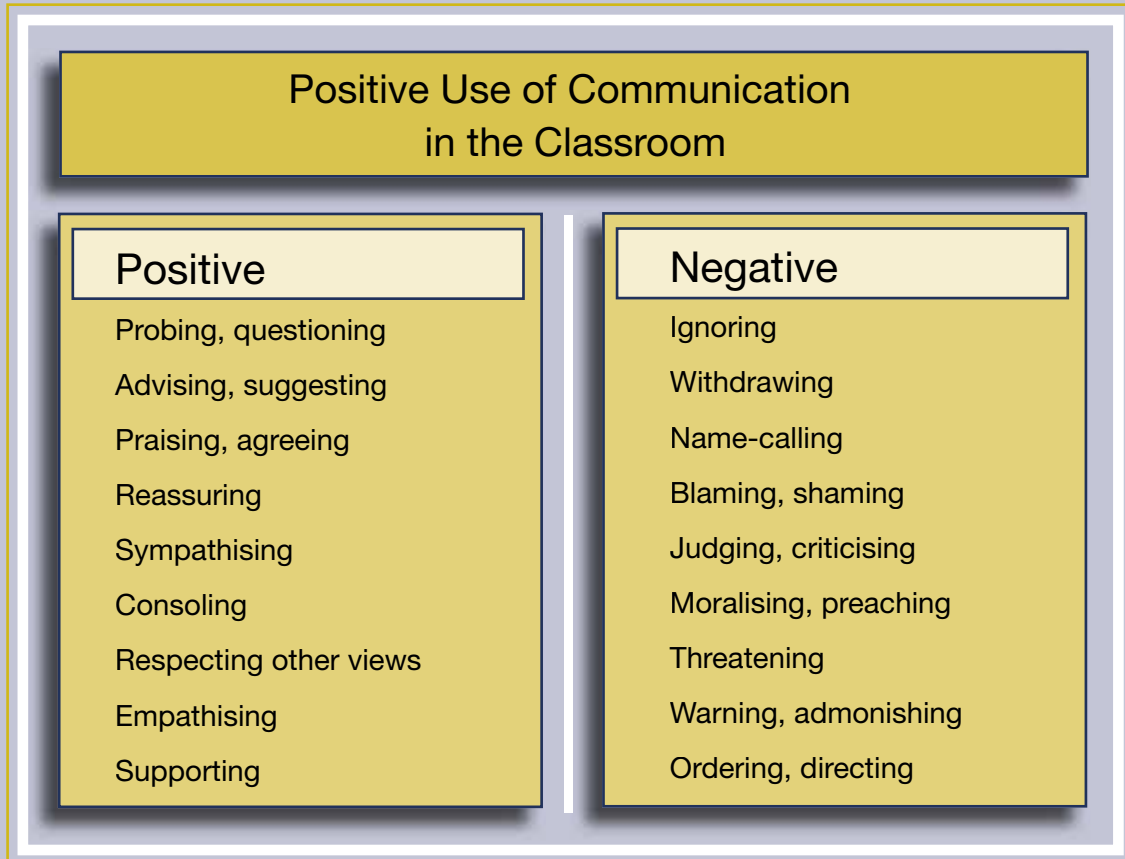 Positive Use of Communication
in the Classroom
Positive
Probing, questioning
Advising, suggesting
Praising, agreeing
Reassuring
Sympathising
Consoling
Respecting other views
Empathising
Supporting
Negative
Ignoring
Withdrawing
Name-calling
Blaming, shaming
Judging, criticising
Moralising, preaching
Threatening
Warning, admonishing
Ordering, directing